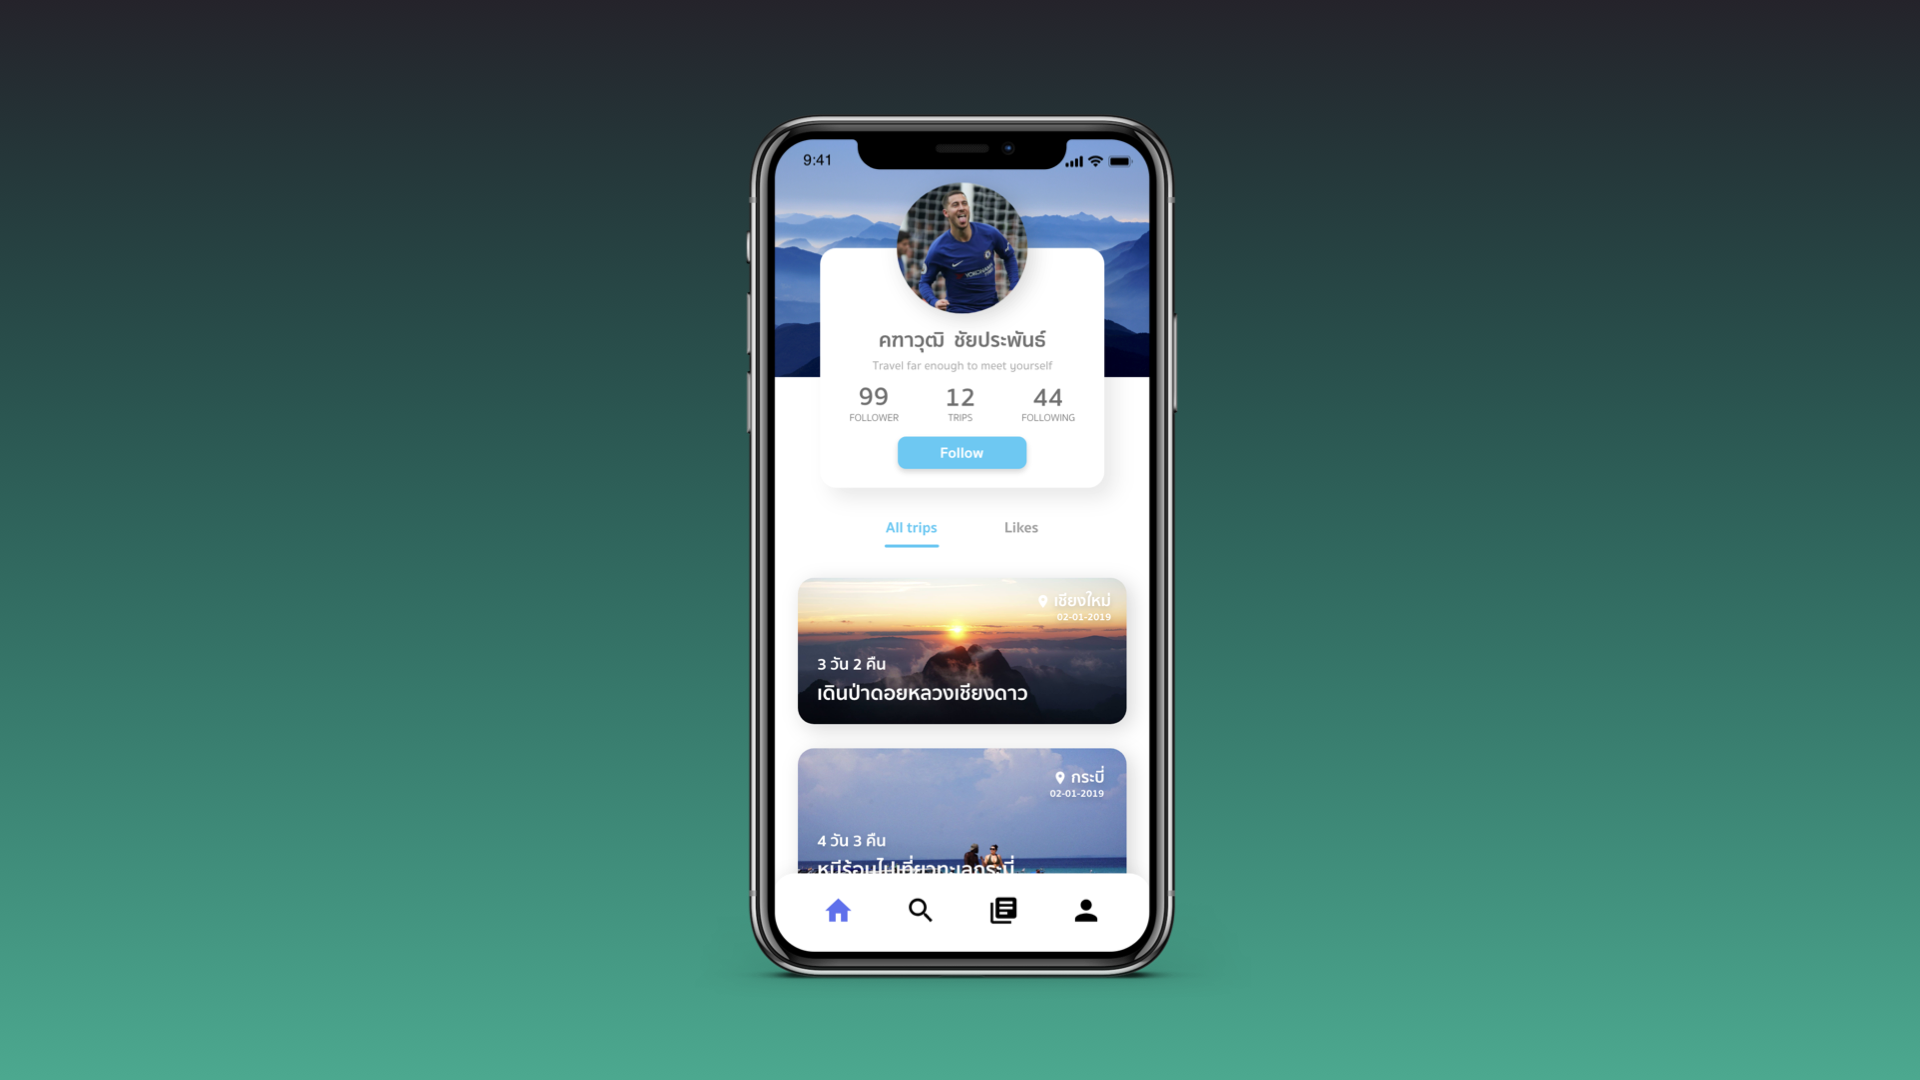 9:41
YOKOHAMA
คฑาวุฒิ ชัยประพันธ์
Travel far enough to meet yourself
99 12 44
FOLLOWER TRIPS FOLLOWING
Follow
All trips Likes
เชียงใหม่
02-01-2019
3 วัน 2 คืน
เดินป่าดอยหลวงเชียงดาว
กระบี่
02-01-2019
4 วัน 3 คืน
หนีร้อนไปเที่ยวทะเลกระบี่